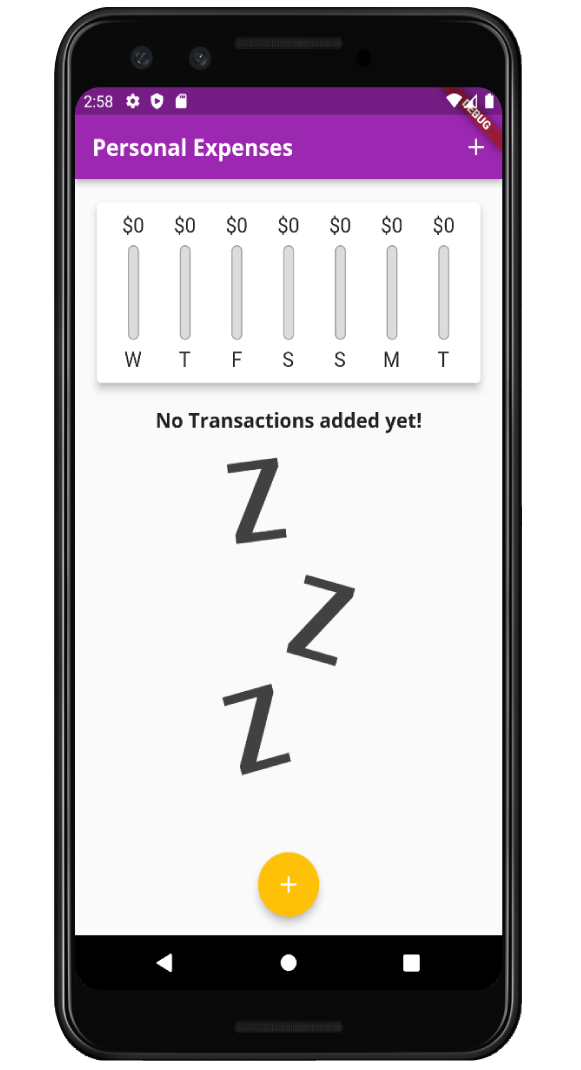 2:58
DEBUG
Personal Expenses +
$0 $0 $0 $0 $0 $0 $0
W T F S S M T
No Transactions added yet!
Z
Z
Z
+